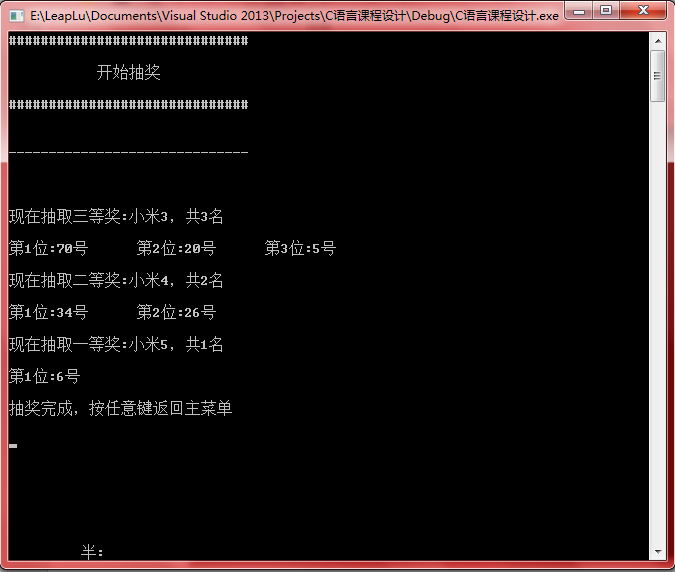 E:\LeapLu\Documents\Visual Studio 2013\Projects\C语言课程设计\Debug\C语言课程设计.exe
##############################
开始抽奖
##############################
------------------------------
现在抽取三等奖:小米3, 共3名
第1位:70号 第2位:20号 第3位:5号
现在抽取二等奖:小米4, 共2名
第1位:34号 第2位:26号
现在抽取一等奖:小米5, 共1名
第1位:6号
抽奖完成, 按任意键返回主菜单
半: